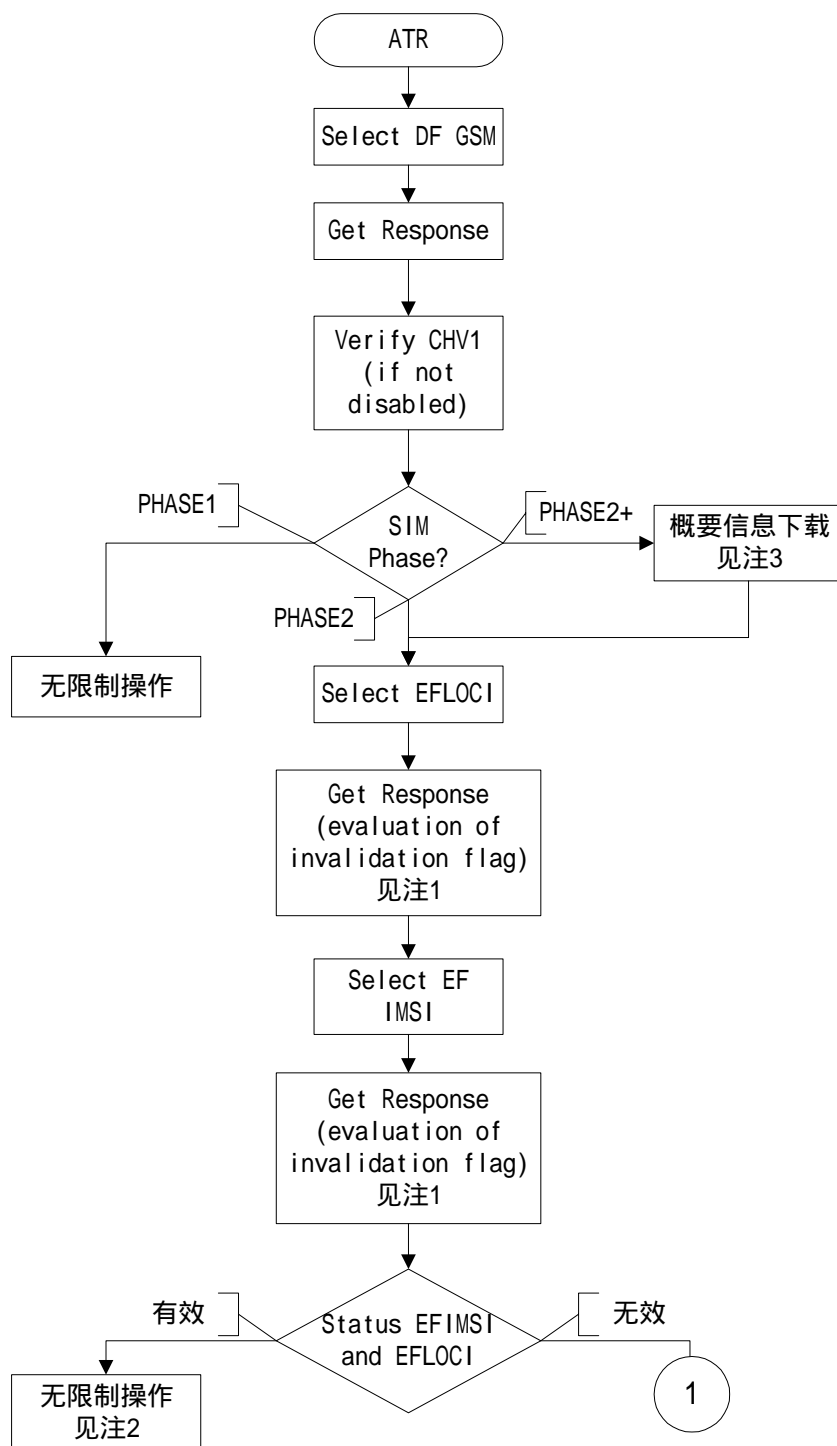 ATR
Select DF GSM
Get Response
Verify CHV1
(if not
disabled)
PHASE1
SIM
Phase?
PHASE2+
概要信息下载
见注3
PHASE2
无限制操作
Select EFLOCI
Get Response
(evaluation of
invalidation flag)
见注1
Select EF
IMSI
Get Response
(evaluation of
invalidation flag)
见注1
有效
Status EFIMSI
and EFLOCI
无效
无限制操作
见注2
1